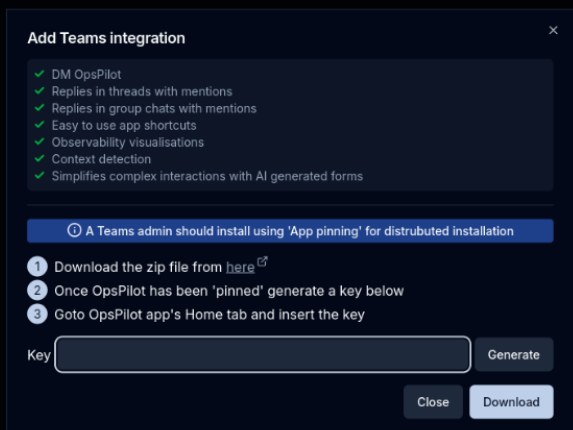 Add Teams integration
DM OpsPilot
Replies in threads with mentions
Replies in group chats with mentions
Easy to use app shortcuts
Observability visualisations
Context detection
Simplifies complex interactions with AI generated forms
A Teams admin should install using 'App pinning' for distrubuted installation
1 Download the zip file from here
2 Once OpsPilot has been 'pinned' generate a key below
3 Goto OpsPilot app's Home tab and insert the key
Key Generate
Close Download